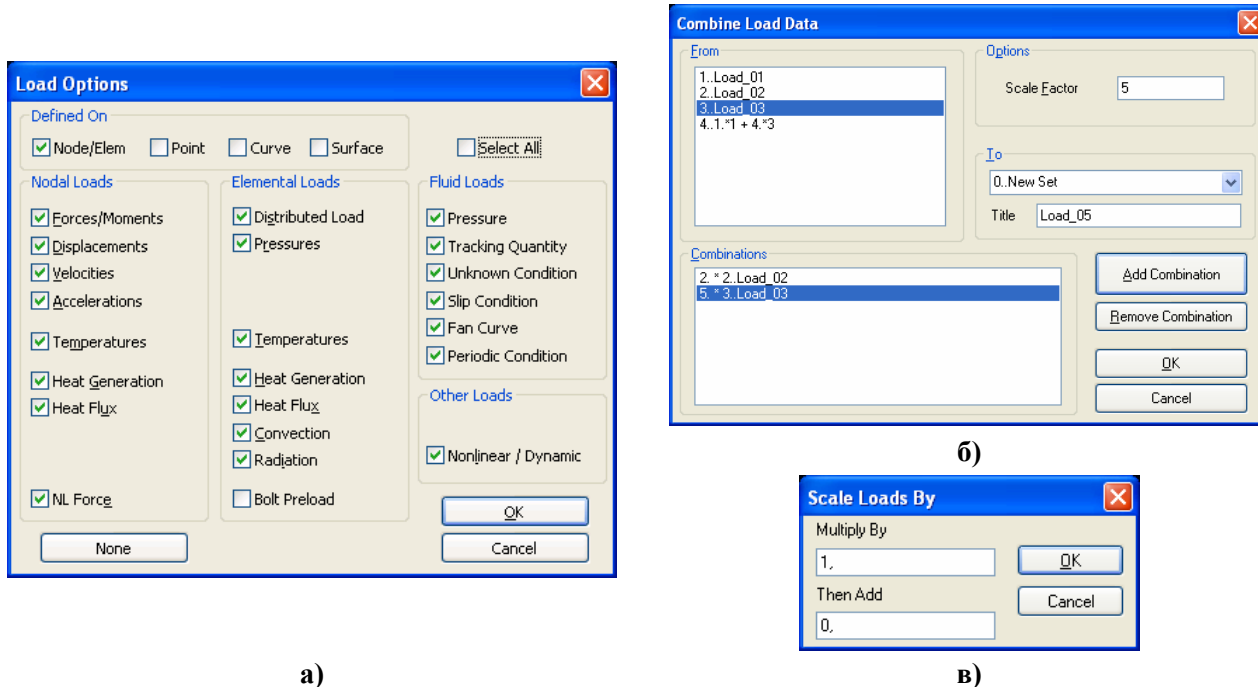 Load Options
Defined On
Node/Elem Point Curve Surface Select All
Nodal Loads
Forces/Moments
Displacements
Velocities
Accelerations
Temperatures
Heat Generation
Heat Flux
NL Force
None
Elemental Loads
Distributed Load
Pressures
Temperatures
Heat Generation
Heat Flux
Convection
Radiation
Bolt Preload
Fluid Loads
Pressure
Tracking Quantity
Unknown Condition
Slip Condition
Fan Curve
Periodic Condition
Other Loads
Nonlinear / Dynamic
OK
Cancel
а)
Combine Load Data
From
1..Load_01
2..Load_02
3..Load_03
4..1.*1 + 4.*3
Options
Scale Factor 5
To
0..New Set
Title Load_05
Combinations
2. * 2..Load_02
5. * 3..Load_03
Add Combination
Remove Combination
OK
Cancel
б)
Scale Loads By
Multiply By
1,
OK
Then Add
Cancel
0,
в)